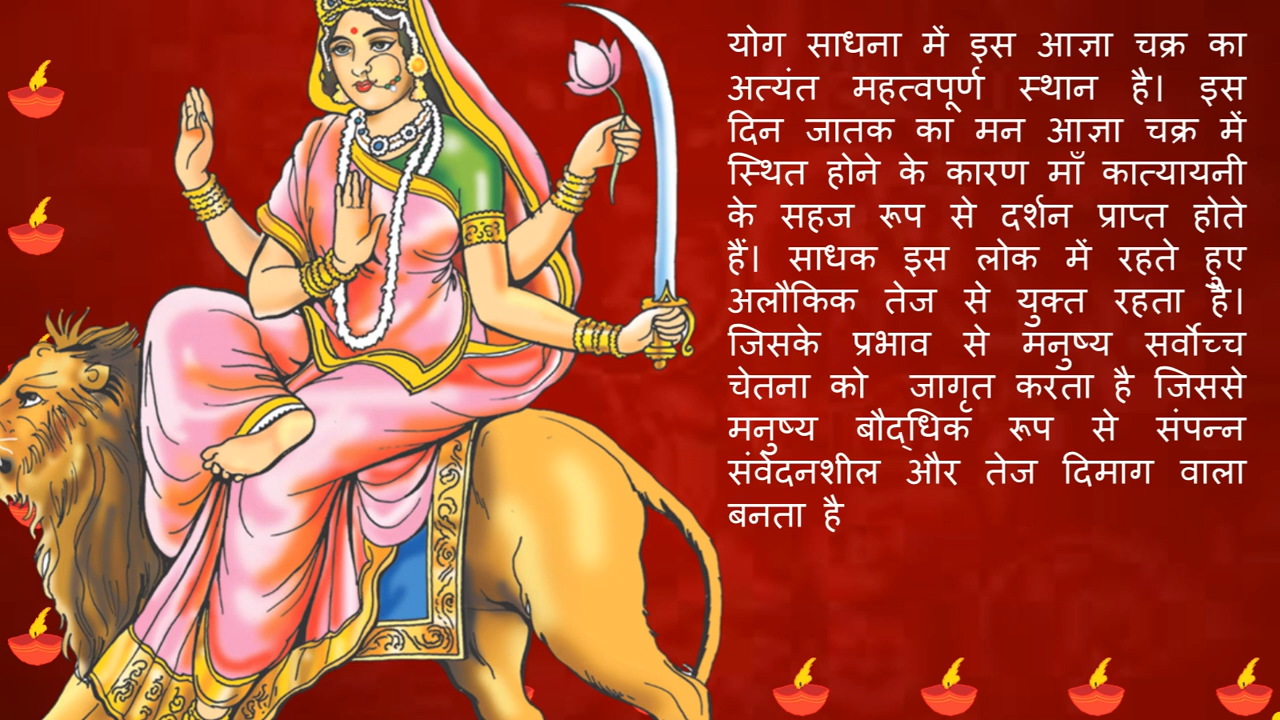 योग साधना में इस आज्ञा चक्र का
अत्यंत महत्वपूर्ण स्थान है। इस
दिन जातक का मन आज्ञा चक्र में
स्थित होने के कारण माँ कात्यायनी
के सहज रूप से दर्शन प्राप्त होते
हैं। साधक इस लोक में रहते हुए
अलौकिक तेज से युक्त रहता है।
जिसके प्रभाव से मनुष्य सर्वोच्च
चेतना को जागृत करता है जिससे
मनुष्य बौद्धिक रूप से संपन्न
संवेदनशील और तेज दिमाग वाला
बनता है